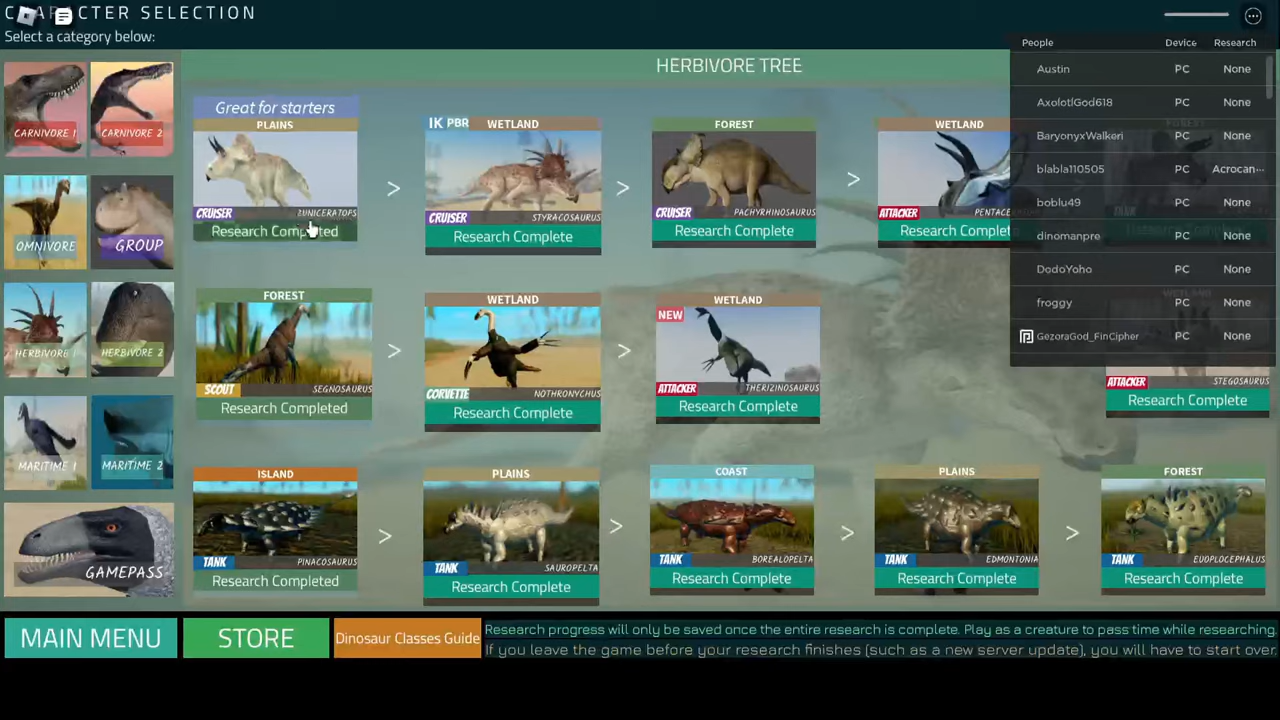 CHARACTER SELECTION
Select a category below:
HERBIVORE TREE
CARNIVORE 1
CARNIVORE 2
OMNIVORE
GROUP
HERBIVORE 1
HERBIVORE 2
MARITIME 1
MARITIME 2
GAMEPASS
Great for starters
PLAINS
CRUISER
ZUNICERATOPS
Research Completed
>
IK PBR
WETLAND
CRUISER
STYRACOSAURUS
Research Complete
>
FOREST
CRUISER
PACHYRHINOSAURUS
Research Complete
>
WETLAND
ATTACKER
Research Complete
FOREST
SCOUT
SEGNOSAURUS
Research Completed
>
WETLAND
CORVETTE
NOTHRONYCHUS
Research Complete
>
NEW
WETLAND
ATTACKER
THERIZINOSAURUS
Research Complete
ATTACKER
STEGOSAURUS
Research Complete
ISLAND
TANK
PINACOSAURUS
Research Completed
>
PLAINS
TANK
SAUROPELTA
Research Complete
>
COAST
TANK
BOREALOPELTA
Research Complete
>
PLAINS
TANK
EDMONTONIA
Research Complete
>
FOREST
TANK
EUOPLOCEPHALUS
Research Complete
People Device Research
Austin PC None
AxolotlGod618 PC None
BaryonyxWalkeri PC None
blabla110505 PC Acrocan...
boblu49 PC None
dinomanpre PC None
DodoYoho PC None
froggy PC None
GezoraGod_FinCipher PC None
MAIN MENU
STORE
Dinosaur Classes Guide
Research progress will only be saved once the entire research is complete. Play as a creature to pass time while researching.
If you leave the game before your research finishes (such as a new server update), you will have to start over.